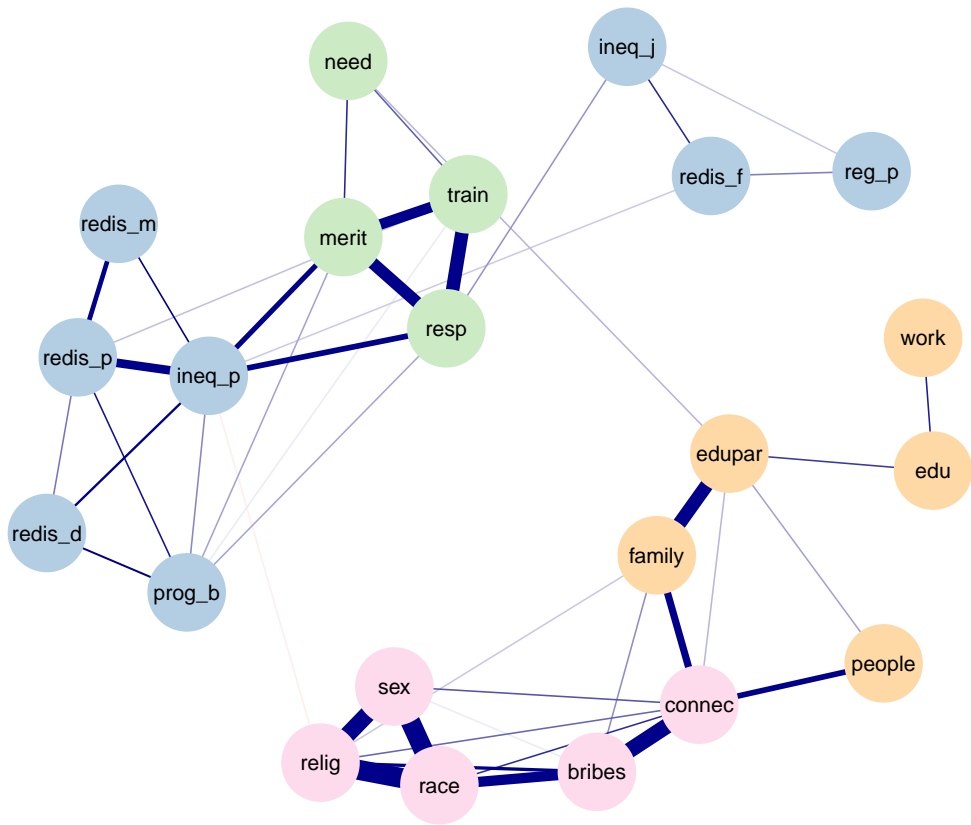 ineq_j
need
reg_p
redis_f
train
redis_m
merit
resp
work
redis_p
ineq_p
edupar
edu
redis_d
family
prog_b
people
sex
connec
relig
bribes
race